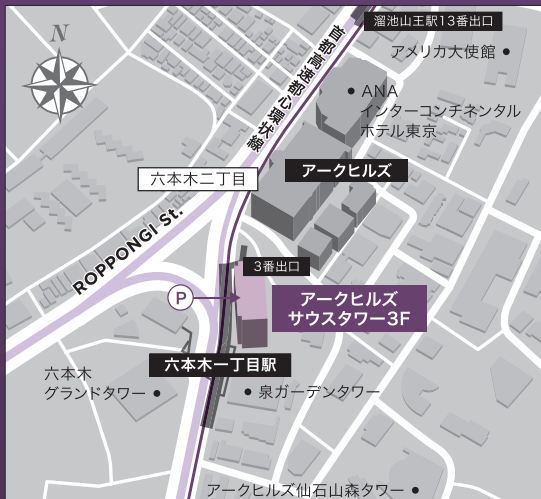 溜池山王駅13番出口
N
アメリカ大使館
ANA
インターコンチネンタル
ホテル東京
首都高速都心環状線
アークヒルズ
六本木二丁目
ROPPONGI St.
3番出口
P
アークヒルズ
サウスタワー3F
六本木一丁目駅
六本木
グランドタワー
泉ガーデンタワー
アークヒルズ仙石山森タワー